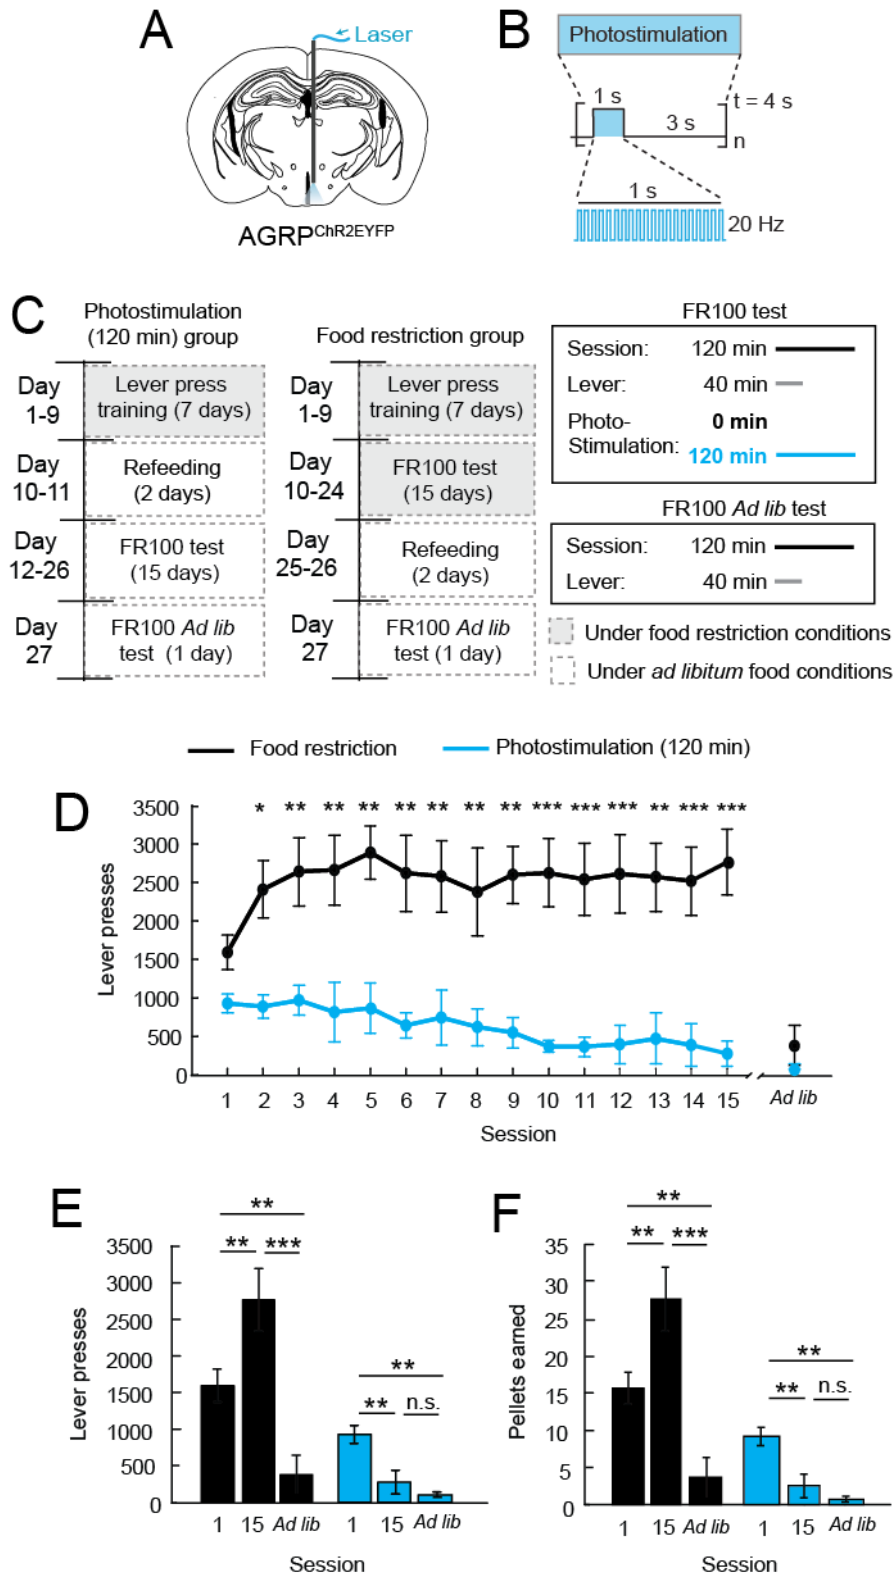 A
Laser
AGRPChR2EYFP
B
Photostimulation
1 s
t = 4 s
3 s
n
1 s
20 Hz
C
Photostimulation
(120 min) group
Day
1-9
Lever press
training (7 days)
Day
10-11
Refeeding
(2 days)
Day
12-26
FR100 test
(15 days)
Day
27
FR100 Ad lib
test (1 day)
Food restriction group
Day
1-9
Lever press
training (7 days)
Day
10-24
FR100 test
(15 days)
Day
25-26
Refeeding
(2 days)
Day
27
FR100 Ad lib
test (1 day)
FR100 test
Session: 120 min
Lever: 40 min
Photo-
Stimulation:
0 min
120 min
FR100 Ad lib test
Session: 120 min
Lever: 40 min
Under food restriction conditions
Under ad libitum food conditions
Food restriction
Photostimulation (120 min)
D
Lever presses
3500
3000
2500
2000
1500
1000
500
0
* ** ** ** ** ** ** ** *** *** *** ** *** ***
1 2 3 4 5 6 7 8 9 10 11 12 13 14 15 Ad lib
Session
E
Lever presses
3500
3000
2500
2000
1500
1000
500
0
**
** ***
**
** n.s.
1 15 Ad lib 1 15 Ad lib
Session
F
Pellets earned
35
30
25
20
15
10
5
0
**
** ***
**
** n.s.
1 15 Ad lib 1 15 Ad lib
Session